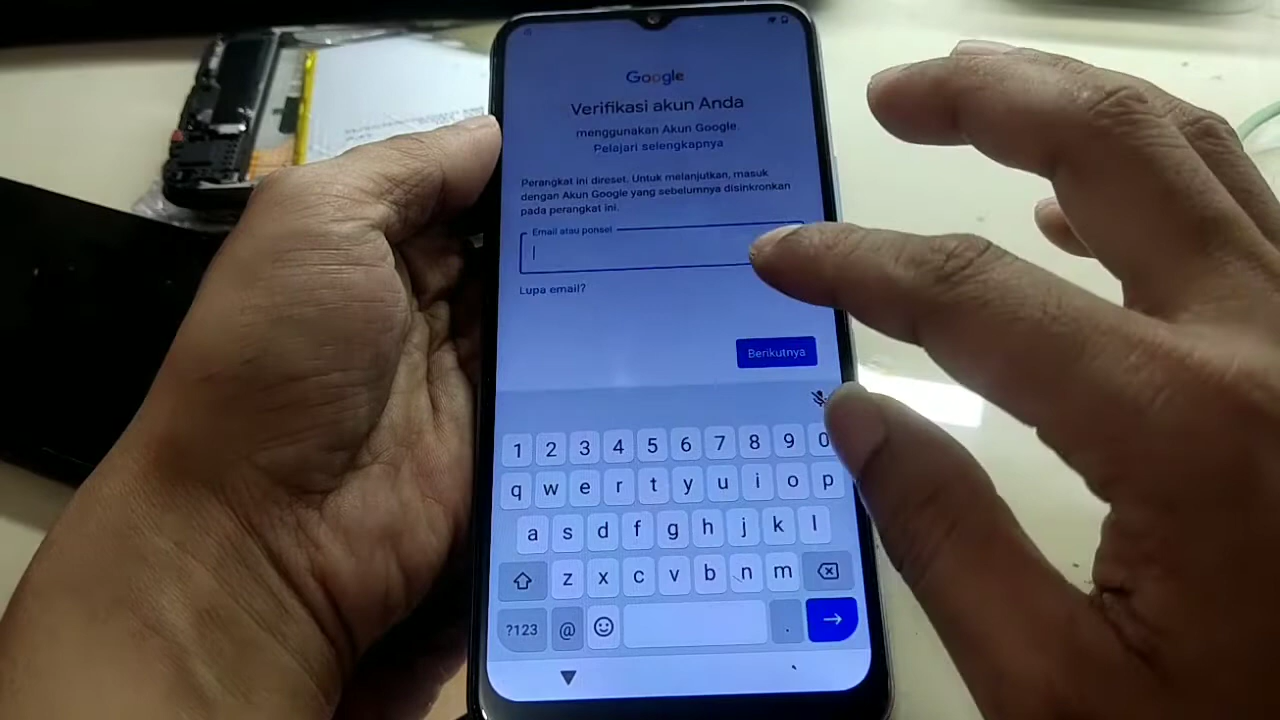 Google
Verifikasi akun Anda
menggunakan Akun Google.
Pelajari selengkapnya
Perangkat ini direset. Untuk melanjutkan, masuk
dengan Akun Google yang sebelumnya disinkronkan
pada perangkat ini.
Email atau ponsel
Lupa email?
Berikutnya
1 2 3 4 5 6 7 8 9 0
q w e r t y u i o p
a s d f g h j k l
z x c v b n m
?123 @ .